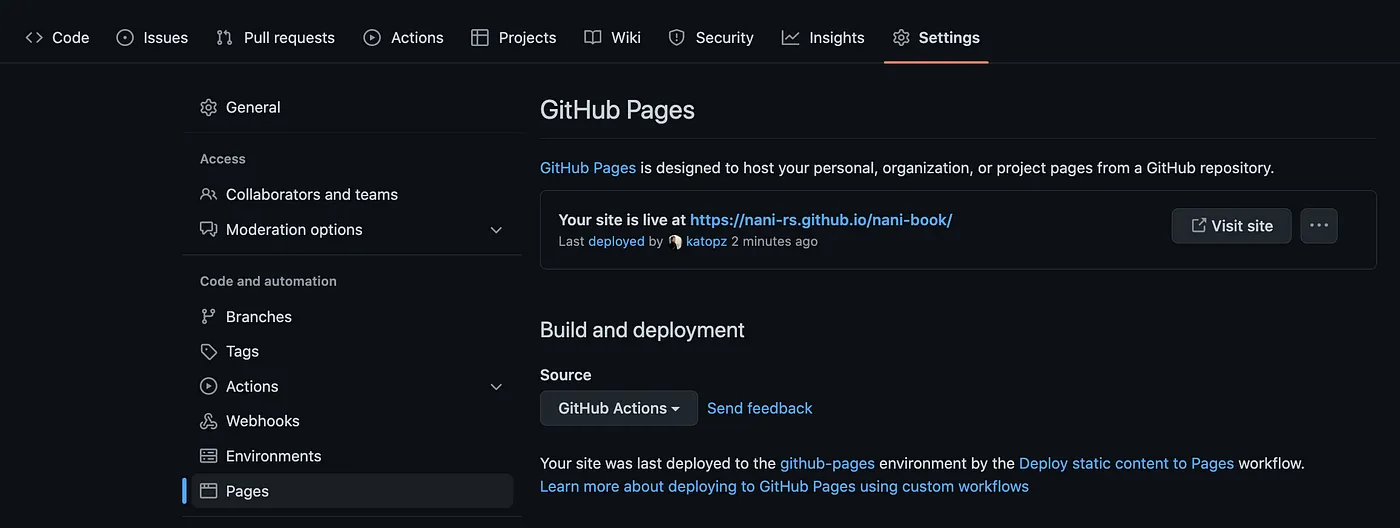 Code Issues Pull requests Actions Projects Wiki Security Insights Settings
General
Access
Collaborators and teams
Moderation options
Code and automation
Branches
Tags
Actions
Webhooks
Environments
Pages
GitHub Pages
GitHub Pages is designed to host your personal, organization, or project pages from a GitHub repository.
Your site is live at https://nani-rs.github.io/nani-book/
Last deployed by katopz 2 minutes ago
Visit site
Build and deployment
Source
GitHub Actions Send feedback
Your site was last deployed to the github-pages environment by the Deploy static content to Pages workflow.
Learn more about deploying to GitHub Pages using custom workflows